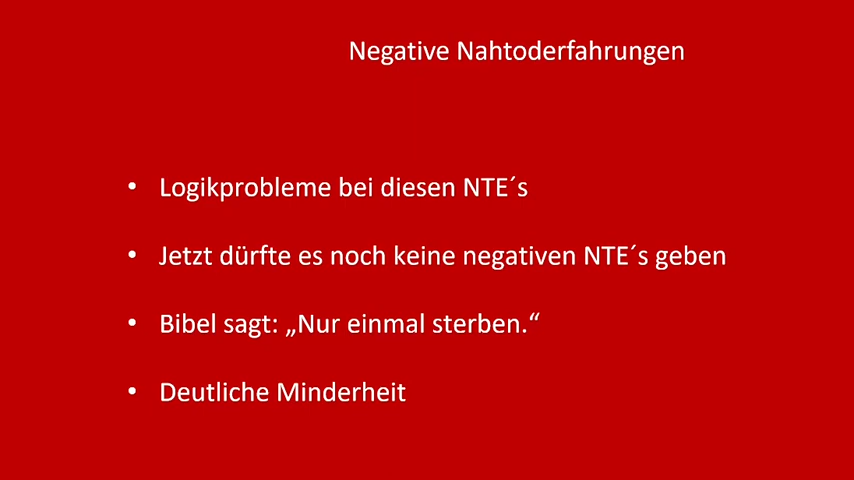 Negative Nahtoderfahrungen
• Logikprobleme bei diesen NTE´s
• Jetzt dürfte es noch keine negativen NTE´s geben
• Bibel sagt: „Nur einmal sterben.“
• Deutliche Minderheit